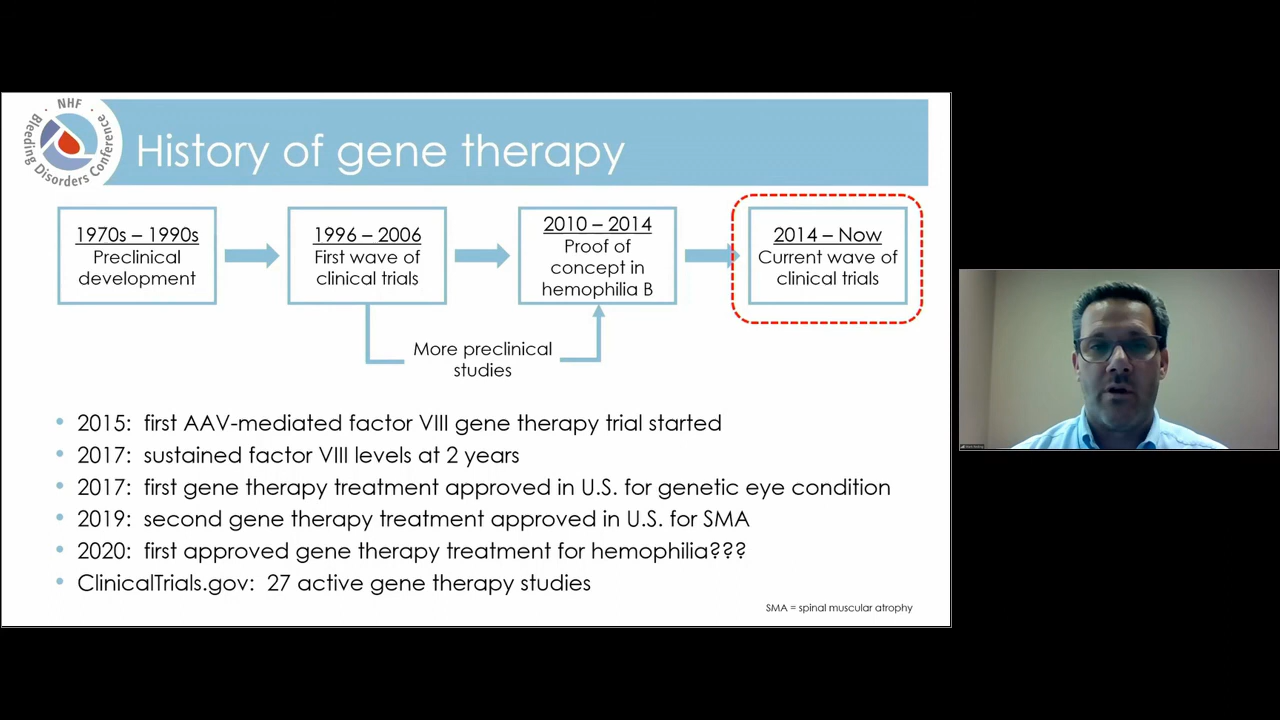 · NHF ·
Bleeding Disorders Conference
History of gene therapy
1970s – 1990s
Preclinical
development
1996 – 2006
First wave of
clinical trials
2010 – 2014
Proof of
concept in
hemophilia B
2014 – Now
Current wave of
clinical trials
More preclinical
studies
• 2015: first AAV-mediated factor VIII gene therapy trial started
• 2017: sustained factor VIII levels at 2 years
• 2017: first gene therapy treatment approved in U.S. for genetic eye condition
• 2019: second gene therapy treatment approved in U.S. for SMA
• 2020: first approved gene therapy treatment for hemophilia???
• ClinicalTrials.gov: 27 active gene therapy studies
SMA = spinal muscular atrophy